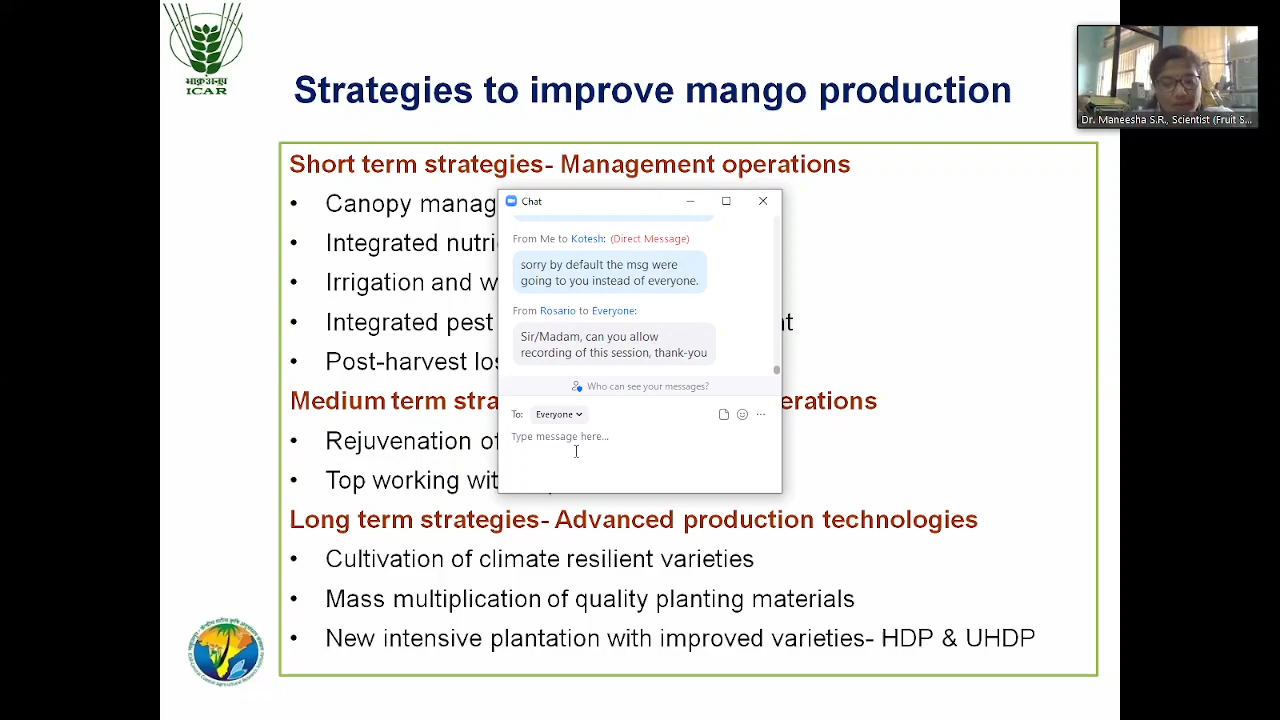 भाकृअनुप
ICAR
Strategies to improve mango production
Dr. Maneesha S.R., Scientist (Fruit S...
Short term strategies- Management operations
• Canopy manag
• Integrated nutri
• Irrigation and w
• Integrated pest
• Post-harvest los
Medium term stra erations
• Rejuvenation of
• Top working wit
Long term strategies- Advanced production technologies
• Cultivation of climate resilient varieties
• Mass multiplication of quality planting materials
• New intensive plantation with improved varieties- HDP & UHDP
Chat
From Me to Kotesh: (Direct Message)
sorry by default the msg were
going to you instead of everyone.
From Rosario to Everyone:
Sir/Madam, can you allow
recording of this session, thank-you
Who can see your messages?
To: Everyone
Type message here...